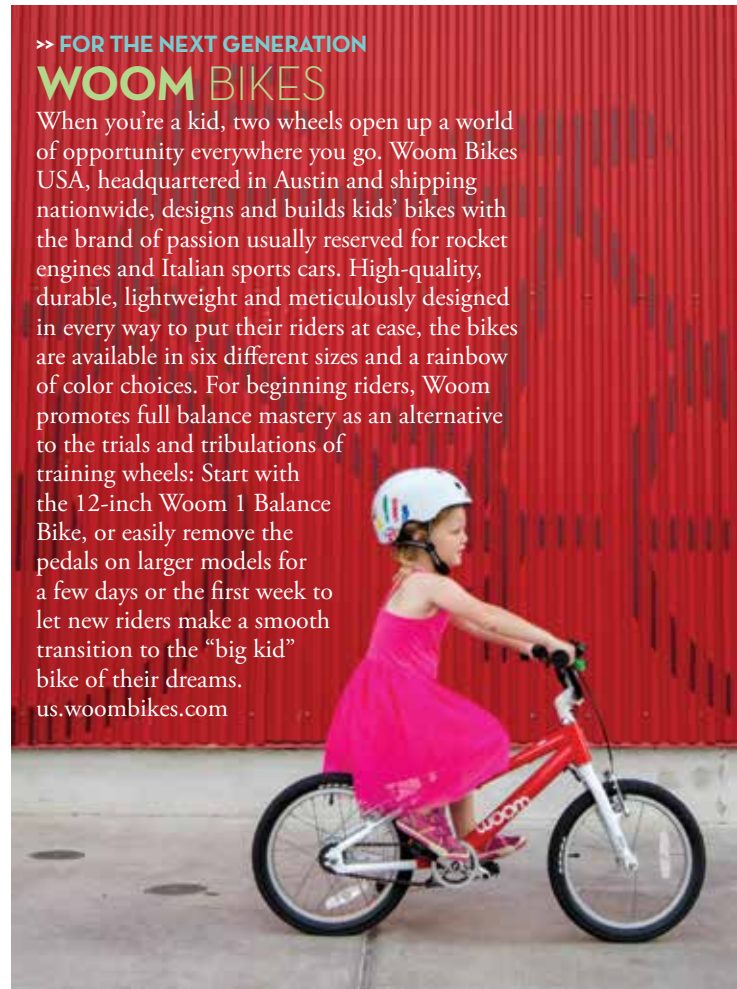 >> FOR THE NEXT GENERATION
WOOM BIKES
When you're a kid, two wheels open up a world
of opportunity everywhere you go. Woom Bikes
USA, headquartered in Austin and shipping
nationwide, designs and builds kids' bikes with
the brand of passion usually reserved for rocket
engines and Italian sports cars. High-quality,
durable, lightweight and meticulously designed
in every way to put their riders at ease, the bikes
are available in six different sizes and a rainbow
of color choices. For beginning riders, Woom
promotes full balance mastery as an alternative
to the trials and tribulations of
training wheels: Start with
the 12-inch Woom 1 Balance
Bike, or easily remove the
pedals on larger models for
a few days or the first week to
let new riders make a smooth
transition to the “big kid”
bike of their dreams.
us.woombikes.com
woom